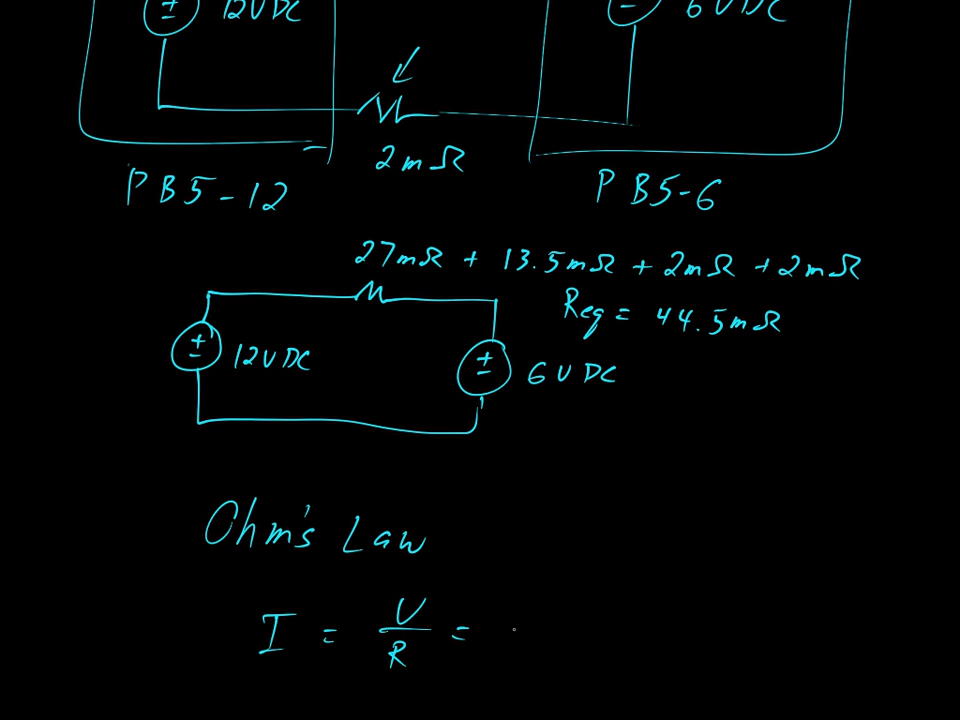 12VDC
6VDC
2mΩ
PB5-12
PB5-6
27mΩ + 13.5mΩ + 2mΩ + 2mΩ
Req = 44.5mΩ
12VDC
6VDC
Ohm's Law
I = V/R =